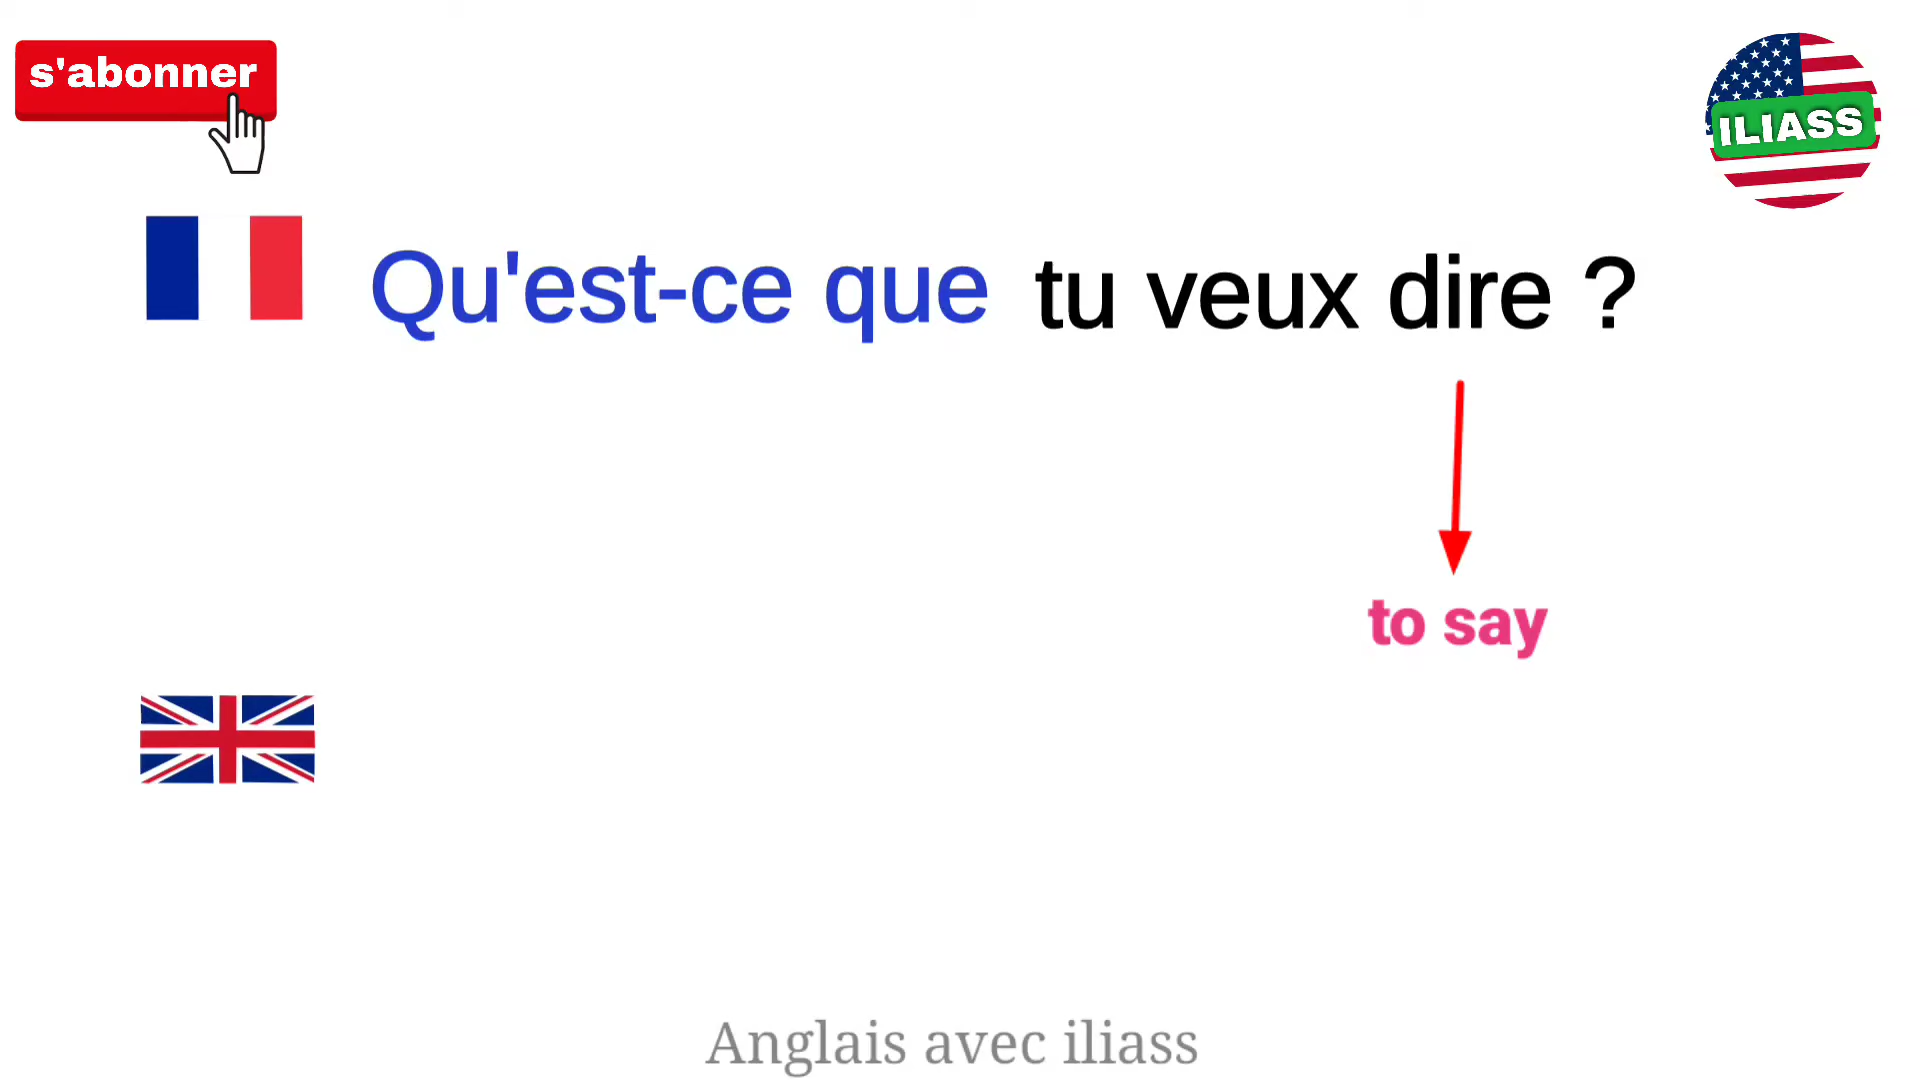 s'abonner
ILIASS
Qu'est-ce que tu veux dire ?
to say
Anglais avec iliass